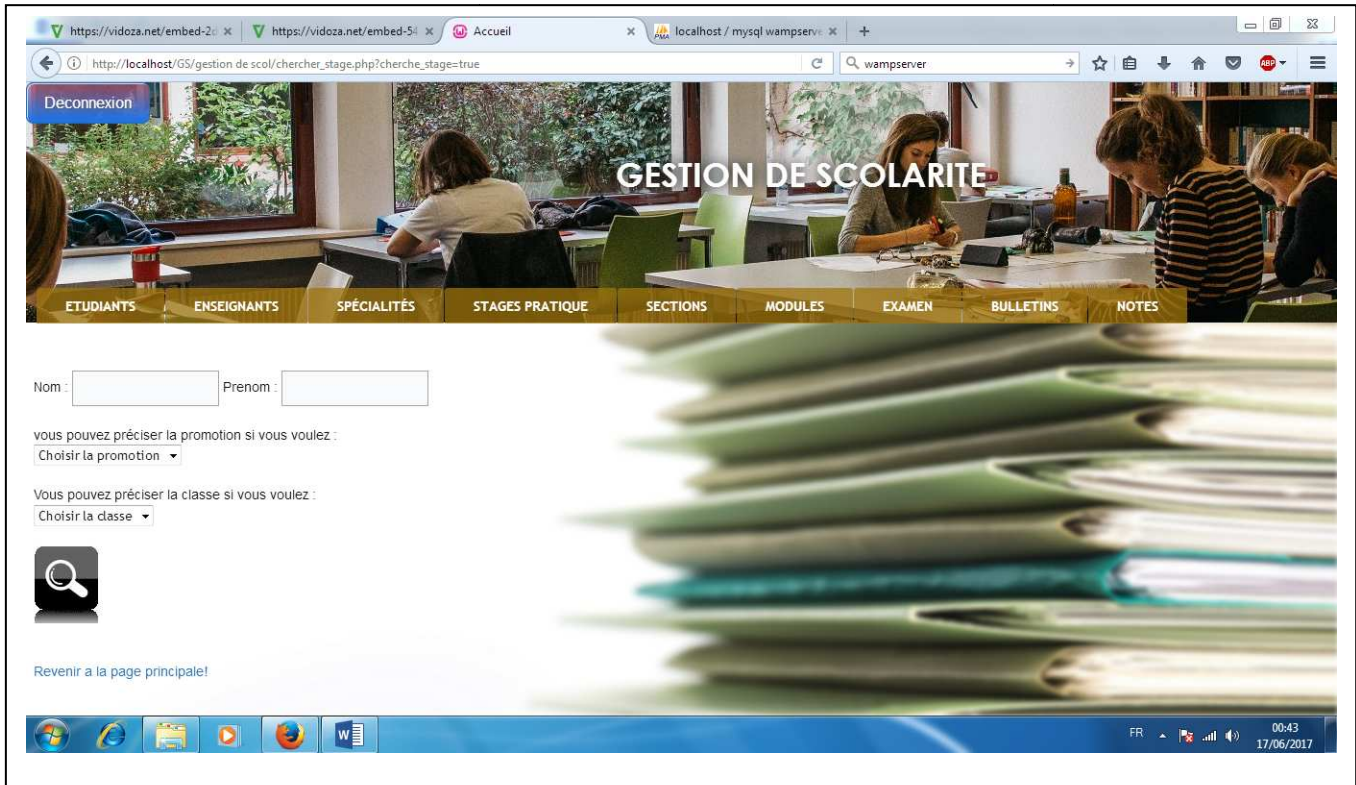 https://vidoza.net/embed-2 https://vidoza.net/embed-54 Accueil localhost / mysql wampserve
http://localhost/GS/gestion de scol/chercher_stage.php?cherche_stage=true wampserver ABP
Deconnexion
GESTION DE SCOLARITE
ETUDIANTS ENSEIGNANTS SPÉCIALITÉS STAGES PRATIQUE SECTIONS MODULES EXAMEN BULLETINS NOTES
Nom : Prenom :
vous pouvez préciser la promotion si vous voulez :
Choisir la promotion
Vous pouvez préciser la classe si vous voulez :
Choisir la classe
Revenir a la page principale!
FR 00:43
17/06/2017